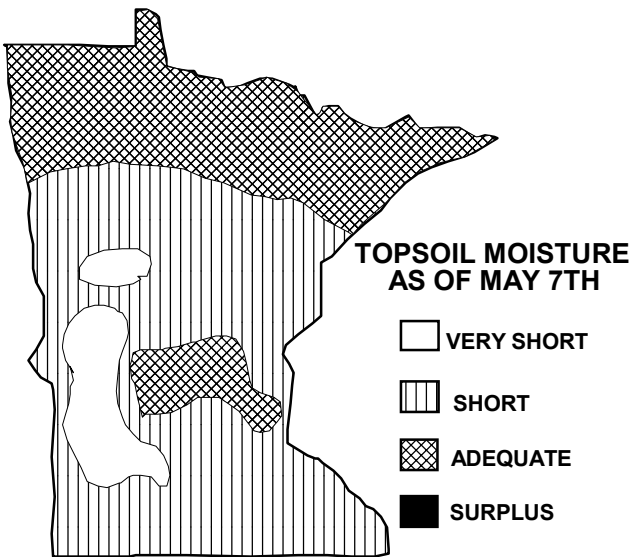 TOPSOIL MOISTURE
AS OF MAY 7TH
VERY SHORT
SHORT
ADEQUATE
SURPLUS